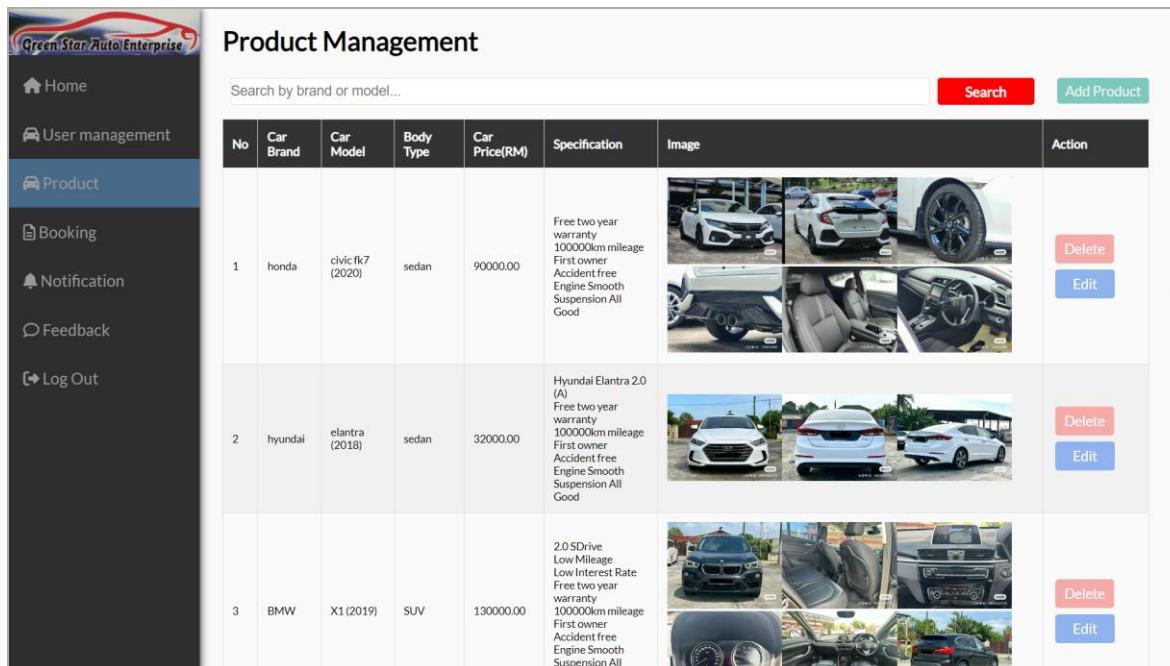 Green Star Auto Enterprise
Home
User management
Product
Booking
Notification
Feedback
Log Out
Product Management
Search by brand or model...
Search
Add Product
No
Car
Brand
Car
Model
Body
Type
Car
Price(RM)
Specification
Image
Action
1
honda
civic fk7
(2020)
sedan
90000.00
Free two year
warranty
100000km mileage
First owner
Accident free
Engine Smooth
Suspension All
Good
Delete
Edit
2
hyundai
elantra
(2018)
sedan
32000.00
Hyundai Elantra 2.0
(A)
Free two year
warranty
100000km mileage
First owner
Accident free
Engine Smooth
Suspension All
Good
Delete
Edit
3
BMW
X1 (2019)
SUV
130000.00
2.0 SDrive
Low Mileage
Low Interest Rate
Free two year
warranty
100000km mileage
First owner
Accident free
Engine Smooth
Suspension All
Delete
Edit